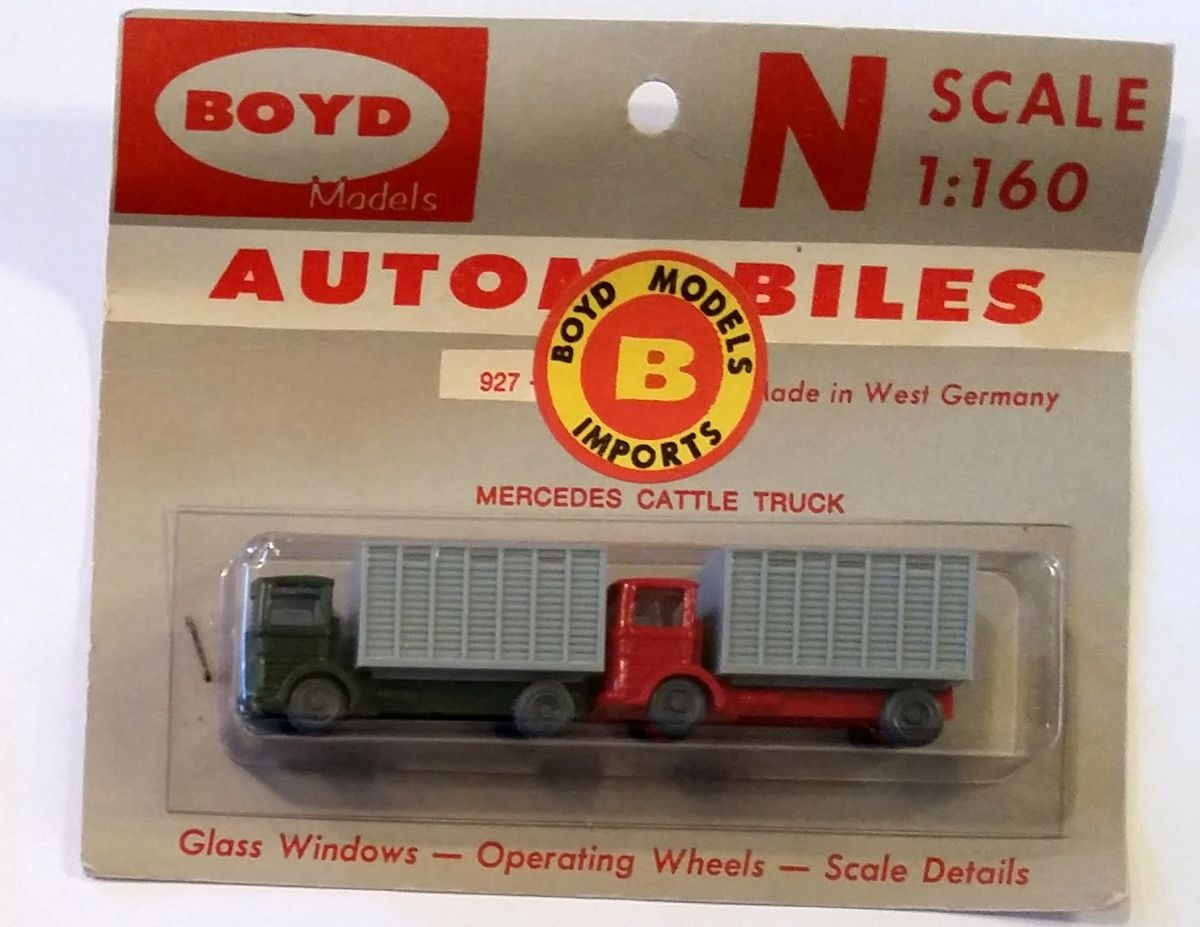 BOYD
Models
N SCALE
1:160
AUTOM BILES
BOYD MODELS
B
IMPORTS
927
ade in West Germany
MERCEDES CATTLE TRUCK
Glass Windows — Operating Wheels — Scale Details